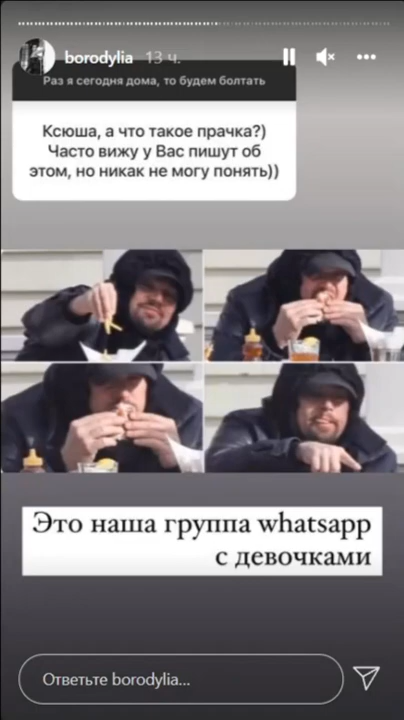 borodylia 13 ч.
Раз я сегодня дома, то будем болтать
Ксюша, а что такое прачка?)
Часто вижу у Вас пишут об
этом, но никак не могу понять))
Это наша группа whatsapp
с девочками
Ответьте borodylia...